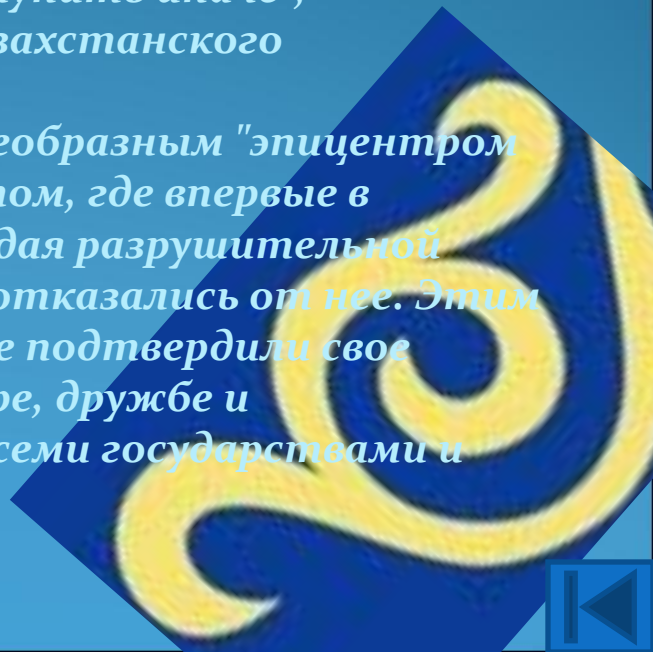 захстанского
еобразным "эпицентром
том, где впервые в
дая разрушительной
отказались от нее. Этим
е подтвердили свое
ре, дружбе и
семи государствами и